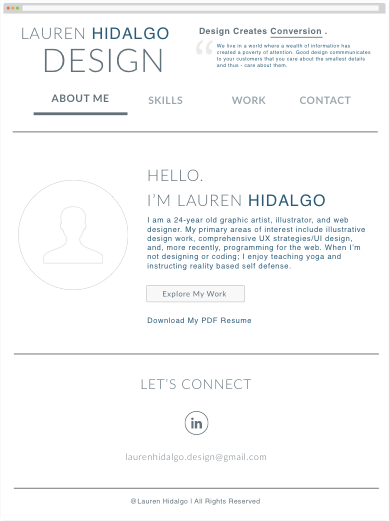 LAUREN HIDALGO
DESIGN
Design Creates Conversion .
“ We live in a world where a wealth of information has
created a poverty of attention. Good design communicates
to your customers that you care about the smallest details
and thus - care about them.
ABOUT ME SKILLS WORK CONTACT
HELLO.
I’M LAUREN HIDALGO
I am a 24-year old graphic artist, illustrator, and web
designer. My primary areas of interest include illustrative
design work, comprehensive UX strategies/UI design,
and, more recently, programming for the web. When I'm
not designing or coding; I enjoy teaching yoga and
instructing reality based self defense.
Explore My Work
Download My PDF Resume
LET’S CONNECT
in
laurenhidalgo.design@gmail.com
@Lauren Hidalgo I All Rights Reserved